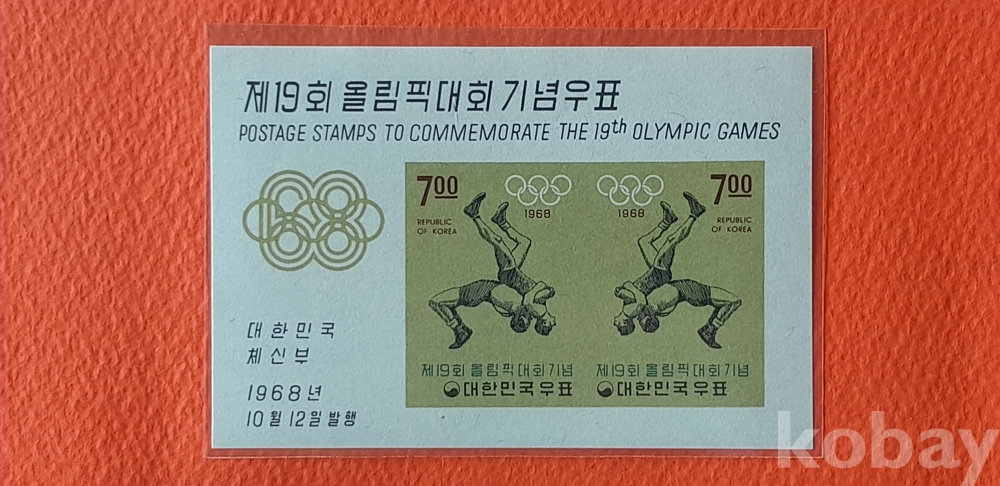 제19회 올림픽대회기념우표
POSTAGE STAMPS TO COMMEMORATE THE 19th OLYMPIC GAMES
68
7.00
1968
REPUBLIC
OF KOREA
제19회 올림픽대회기념
대한민국우표
7.00
1968
REPUBLIC
OF KOREA
제19회 올림픽대회기념
대한민국우표
대한민국
체신부
1968년
10월 12일 발행
kobay